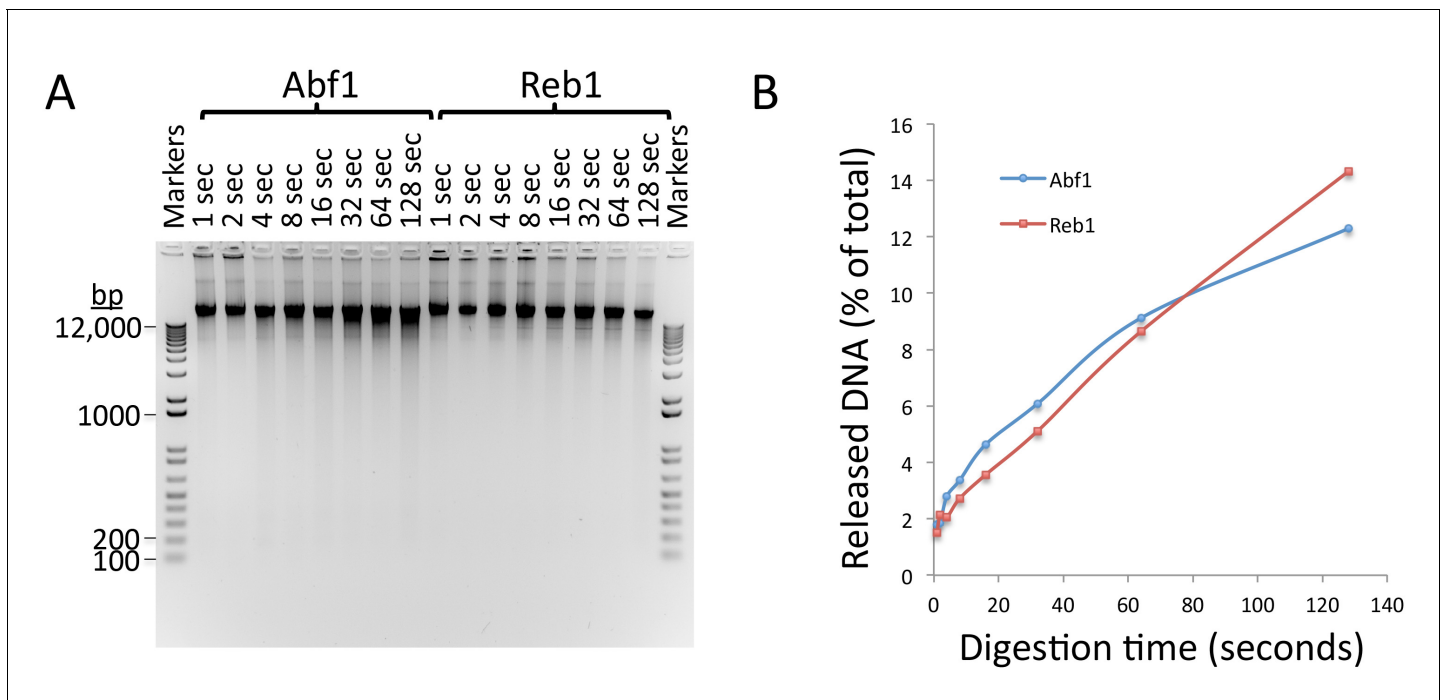 A
Abf1
Reb1
Markers
1 sec
2 sec
4 sec
8 sec
16 sec
32 sec
64 sec
128 sec
1 sec
2 sec
4 sec
8 sec
16 sec
32 sec
64 sec
128 sec
Markers
bp
12,000
1000
200
100
B
Released DNA (% of total)
16
14
12
10
8
6
4
2
0
Abf1
Reb1
0 20 40 60 80 100 120 140
Digestion time (seconds)